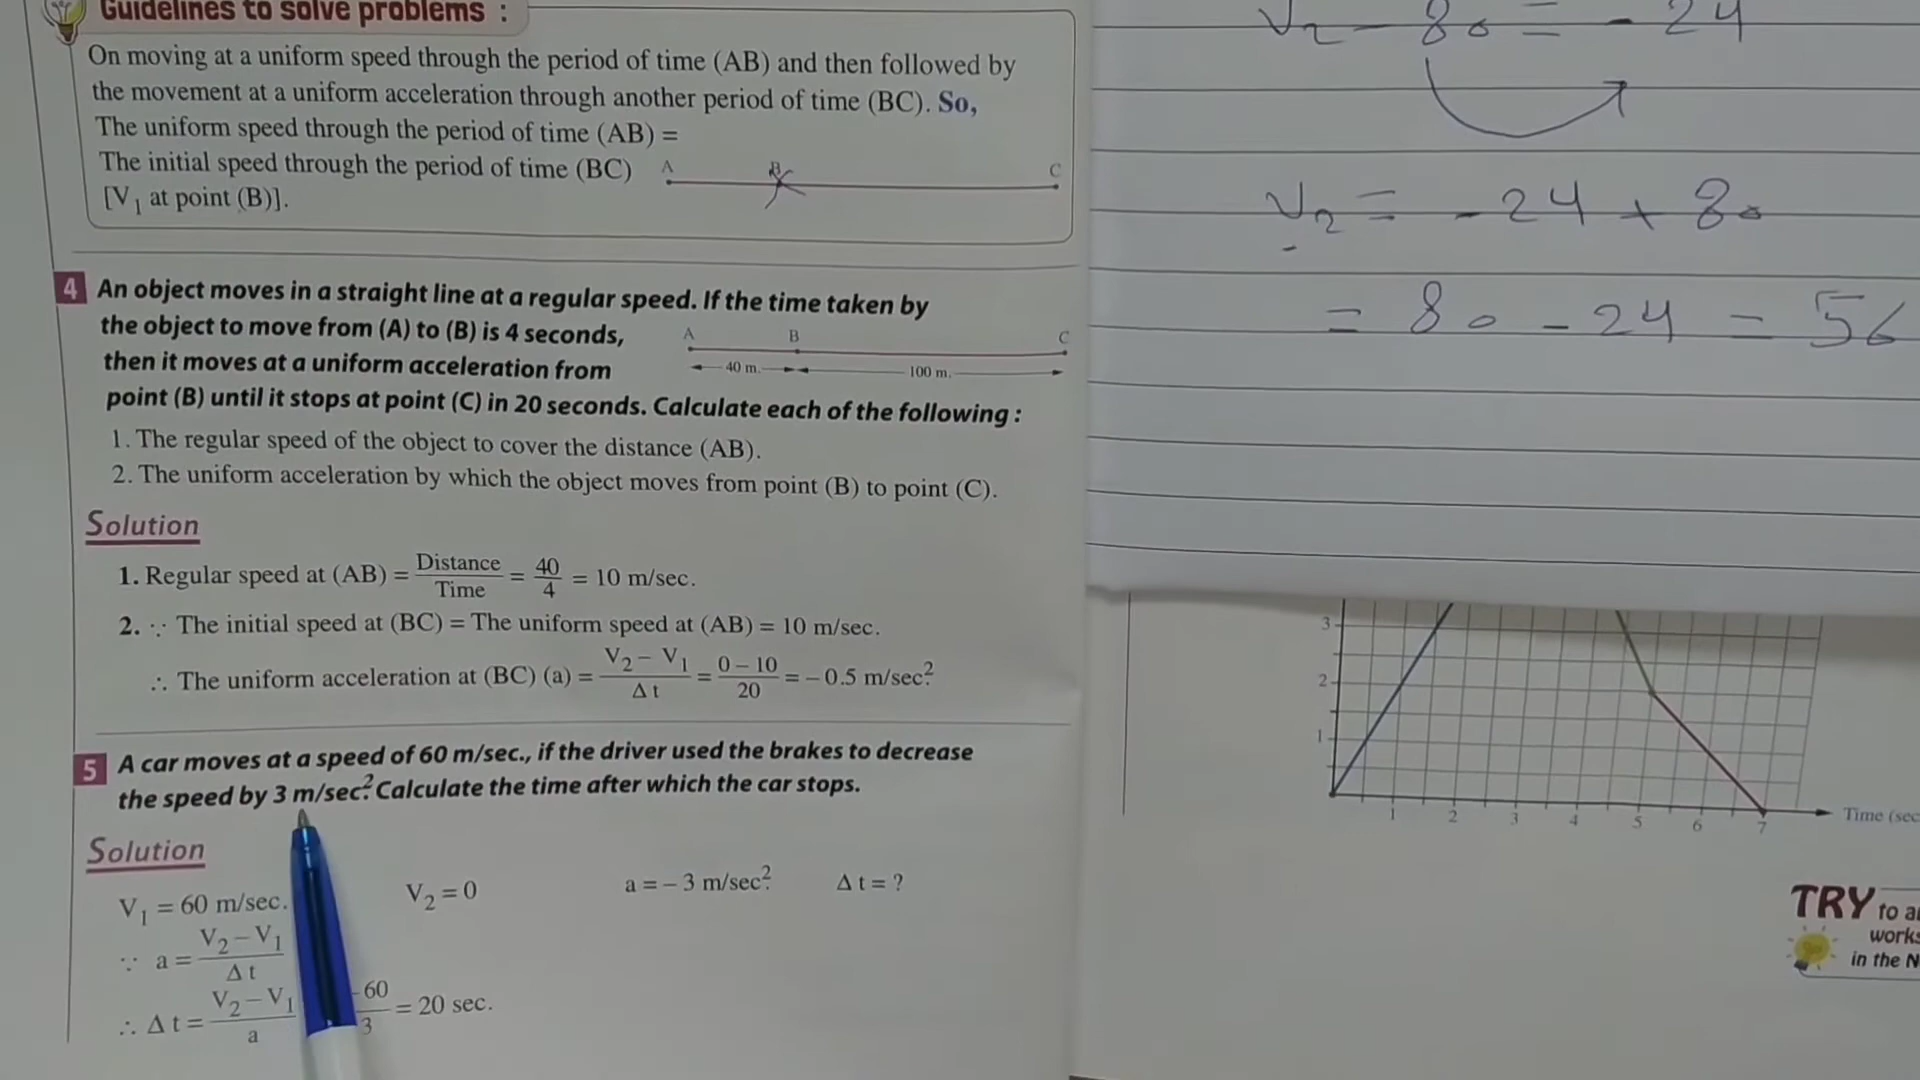 Guidelines to solve problems :
On moving at a uniform speed through the period of time (AB) and then followed by
the movement at a uniform acceleration through another period of time (BC). So,
The uniform speed through the period of time (AB) =
The initial speed through the period of time (BC)
[V₁ at point (B)].
A B C
4 An object moves in a straight line at a regular speed. If the time taken by
the object to move from (A) to (B) is 4 seconds,
then it moves at a uniform acceleration from
point (B) until it stops at point (C) in 20 seconds. Calculate each of the following :
A B C
40 m. 100 m.
1. The regular speed of the object to cover the distance (AB).
2. The uniform acceleration by which the object moves from point (B) to point (C).
Solution
1. Regular speed at (AB) = Distance / Time = 40 / 4 = 10 m/sec.
2. ∵ The initial speed at (BC) = The uniform speed at (AB) = 10 m/sec.
∴ The uniform acceleration at (BC) (a) = V₂ – V₁ / Δt = 0 – 10 / 20 = – 0.5 m/sec².
5 A car moves at a speed of 60 m/sec., if the driver used the brakes to decrease
the speed by 3 m/sec². Calculate the time after which the car stops.
Solution
V₁ = 60 m/sec. V₂ = 0 a = – 3 m/sec². Δt = ?
∵ a = V₂ – V₁ / Δt
∴ Δt = V₂ – V₁ / a – 60 / 3 = 20 sec.
V₂ – 80 = – 24
V₂ = – 24 + 80
= 80 – 24 = 56
3
2
1
1 2 3 4 5 6 7
Time (sec
TRY to a
works
in the N